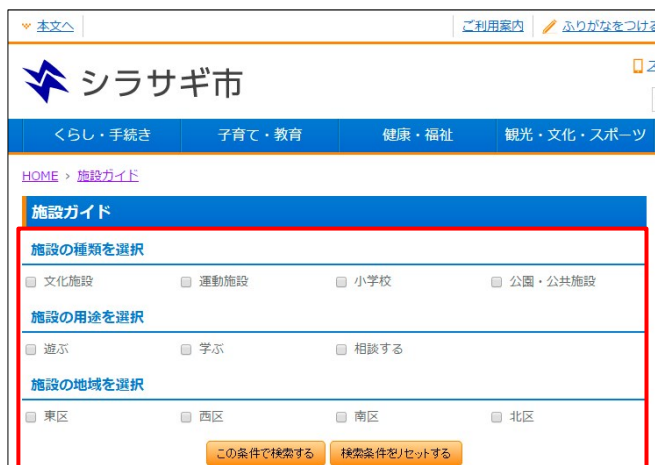 本文へ ご利用案内 ふりがなをつける
シラサギ市
くらし・手続き 子育て・教育 健康・福祉 観光・文化・スポーツ
HOME › 施設ガイド
施設ガイド
施設の種類を選択
文化施設 運動施設 小学校 公園・公共施設
施設の用途を選択
遊ぶ 学ぶ 相談する
施設の地域を選択
東区 西区 南区 北区
この条件で検索する 検索条件をリセットする